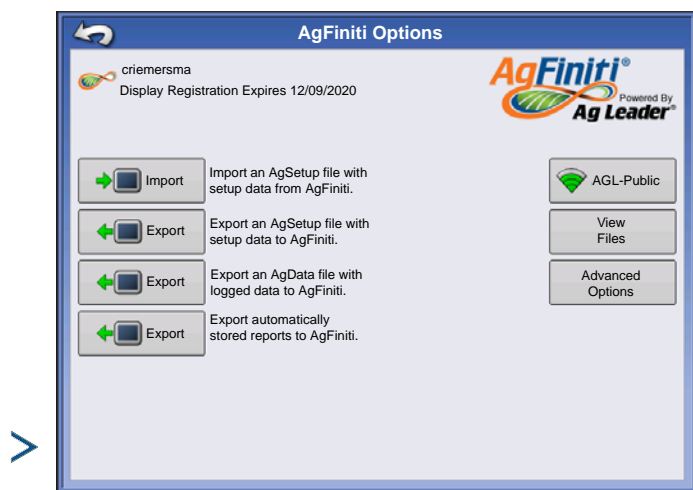 AgFiniti Options
criemersma
Display Registration Expires 12/09/2020
AgFiniti®
Powered By
Ag Leader®
Import
Import an AgSetup file with
setup data from AgFiniti.
AGL-Public
Export
Export an AgSetup file with
setup data to AgFiniti.
View
Files
Export
Export an AgData file with
logged data to AgFiniti.
Advanced
Options
Export
Export automatically
stored reports to AgFiniti.